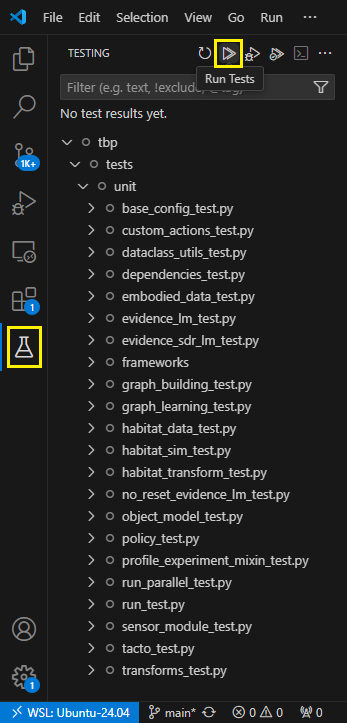 File Edit Selection View Go Run ...
TESTING
Run Tests
Filter (e.g. text, !exclude, @tag)
No test results yet.
tbp
tests
unit
base_config_test.py
custom_actions_test.py
dataclass_utils_test.py
dependencies_test.py
embodied_data_test.py
evidence_lm_test.py
evidence_sdr_lm_test.py
frameworks
graph_building_test.py
graph_learning_test.py
habitat_data_test.py
habitat_sim_test.py
habitat_transform_test.py
no_reset_evidence_lm_test.py
object_model_test.py
policy_test.py
profile_experiment_mixin_test.py
run_parallel_test.py
run_test.py
sensor_module_test.py
tacto_test.py
transforms_test.py
1K+
1
1
WSL: Ubuntu-24.04 main* 0 0 0